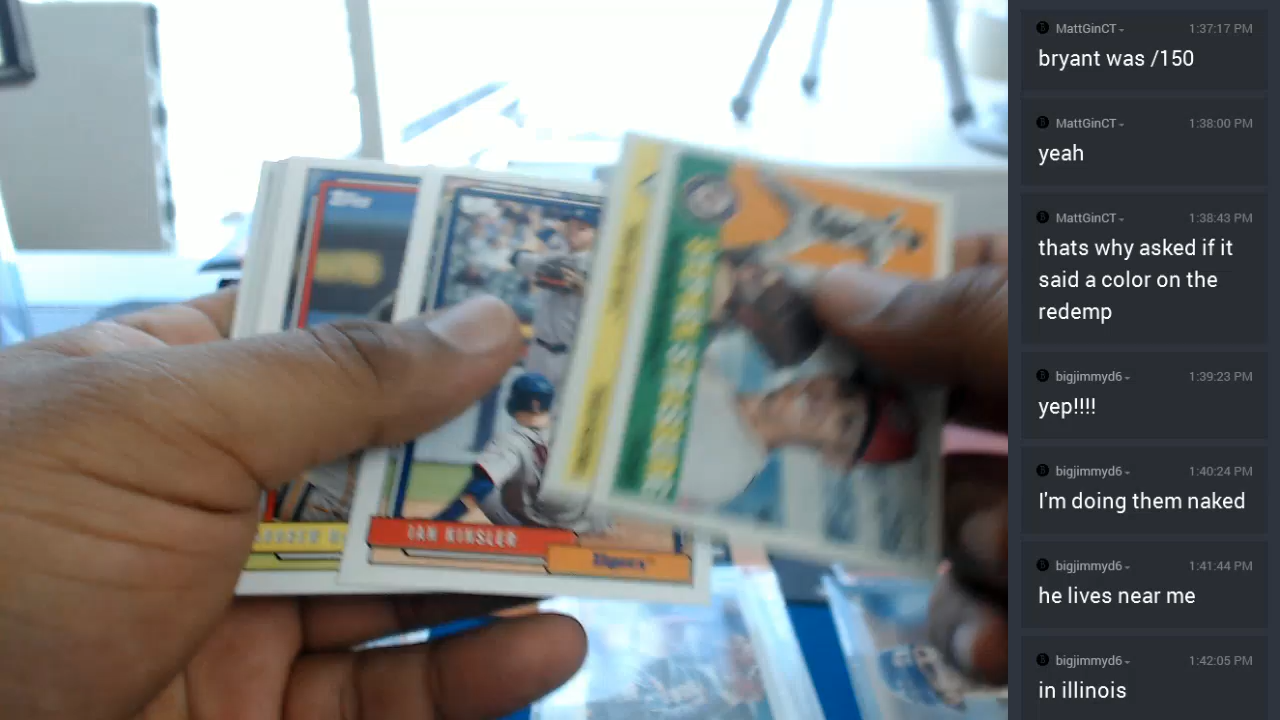 Topps
IAN KINSLER
Tigers
MattGinCT 1:37:17 PM
bryant was /150
MattGinCT 1:38:00 PM
yeah
MattGinCT 1:38:43 PM
thats why asked if it
said a color on the
redemp
bigjimmyd6 1:39:23 PM
yep!!!!
bigjimmyd6 1:40:24 PM
I'm doing them naked
bigjimmyd6 1:41:44 PM
he lives near me
bigjimmyd6 1:42:05 PM
in illinois